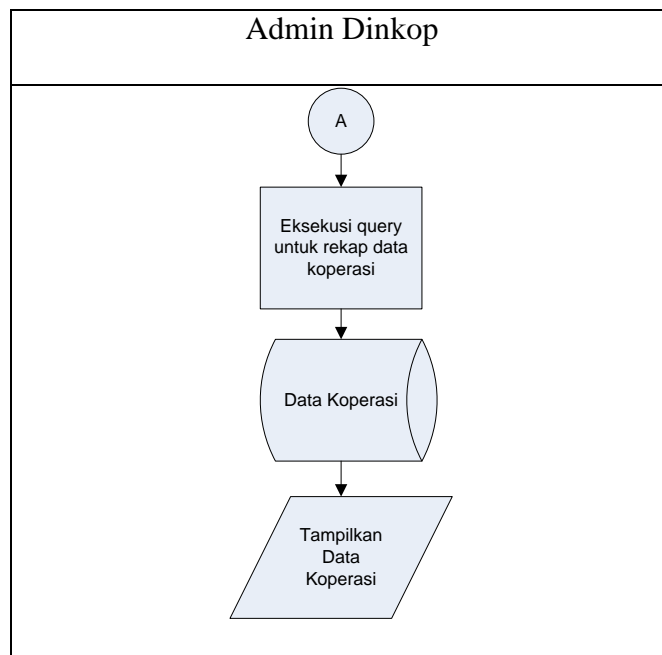 Admin Dinkop
A
Eksekusi query
untuk rekap data
koperasi
Data Koperasi
Tampilkan
Data
Koperasi